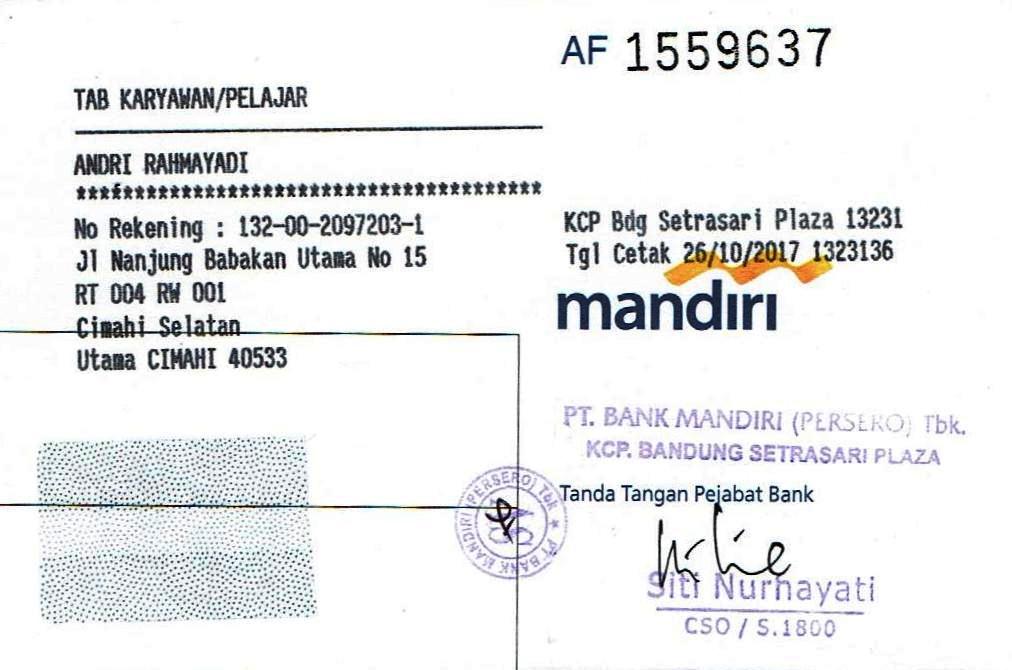 AF 1559637
TAB KARYAWAN/PELAJAR
ANDRI RAHMAYADI
****************************************
No Rekening : 132-00-2097203-1
Jl Nanjung Babakan Utama No 15
RT 004 RW 001
Cimahi Selatan
Utama CIMAHI 40533
KCP Bdg Setrasari Plaza 13231
Tgl Cetak 26/10/2017 1323136
mandiri
PT. BANK MANDIRI (PERSERO) Tbk.
KCP. BANDUNG SETRASARI PLAZA
Tanda Tangan Pejabat Bank
Siti Nurhayati
CSO / S.1800
PT BANK MANDIRI (PERSERO) Tbk